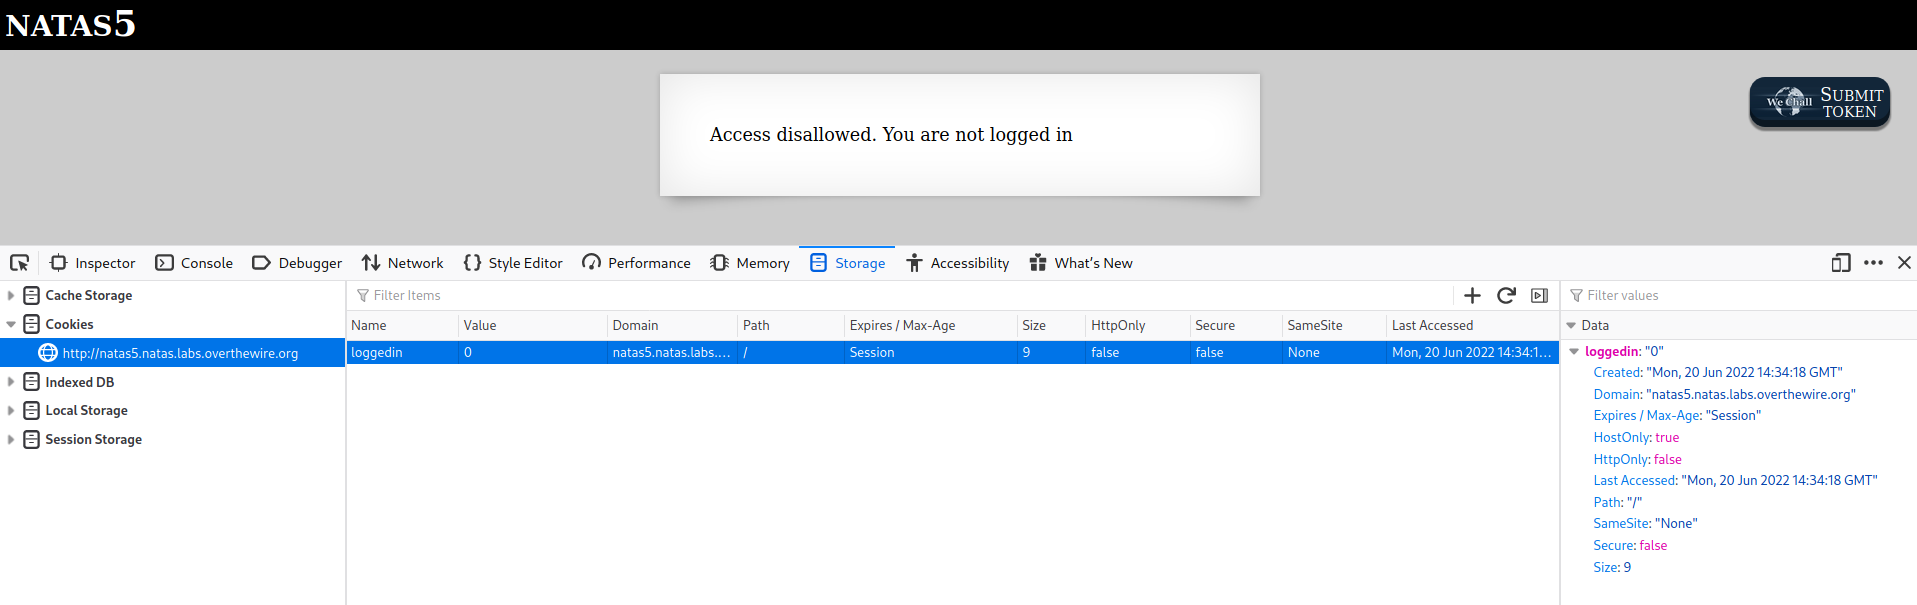 NATAS5
Access disallowed. You are not logged in
We Chall SUBMIT TOKEN
Inspector Console Debugger Network Style Editor Performance Memory Storage Accessibility What's New
Cache Storage
Cookies
http://natas5.natas.labs.overthewire.org
Indexed DB
Local Storage
Session Storage
Filter Items
Name Value Domain Path Expires / Max-Age Size HttpOnly Secure SameSite Last Accessed
loggedin 0 natas5.natas.labs.... / Session 9 false false None Mon, 20 Jun 2022 14:34:1...
Filter values
Data
loggedin: "0"
Created: "Mon, 20 Jun 2022 14:34:18 GMT"
Domain: "natas5.natas.labs.overthewire.org"
Expires / Max-Age: "Session"
HostOnly: true
HttpOnly: false
Last Accessed: "Mon, 20 Jun 2022 14:34:18 GMT"
Path: "/"
SameSite: "None"
Secure: false
Size: 9